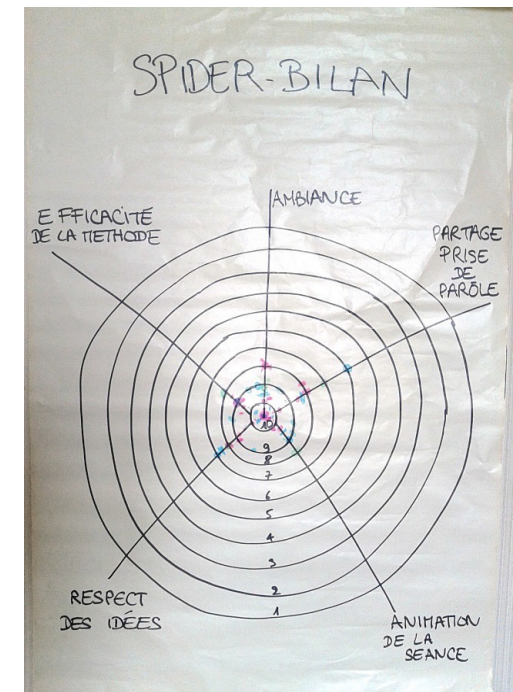 SPIDER-BILAN
AMBIANCE
EFFICACITÉ
DE LA METHODE
PARTAGE
PRISE
DE
PARÔLE
10
9
8
7
6
5
4
3
2
1
RESPECT
DES IDÉES
ANIMATION
DE LA
SEANCE